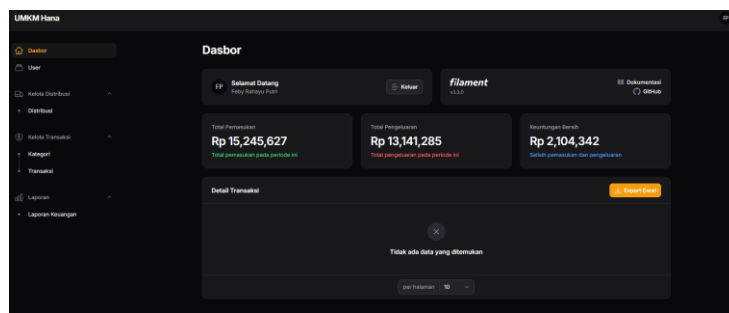 UMKM Hana
FP
Dasbor
User
Kelola Distribusi
Distribusi
Kelola Transaksi
Kategori
Transaksi
Laporan
Laporan Keuangan
Dasbor
FP
Selamat Datang
Feby Rahayu Putri
Keluar
filament
v3.2.0
Dokumentasi
GitHub
Total Pemasukan
Rp 15,245,627
Total pemasukan pada periode ini
Total Pengeluaran
Rp 13,141,285
Total pengeluaran pada periode ini
Keuntungan Bersih
Rp 2,104,342
Selisih pemasukan dan pengeluaran
Detail Transaksi
Export Excel
Tidak ada data yang ditemukan
per halaman 10